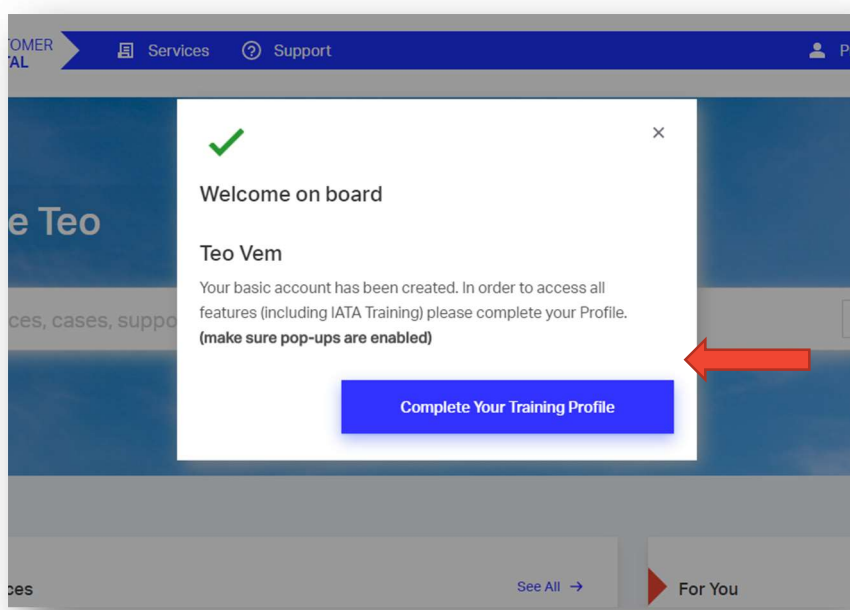 OMER
TAL
Services
Support
P
Welcome on board
e Teo
Teo Vem
Your basic account has been created. In order to access all
features (including IATA Training) please complete your Profile.
ces, cases, suppo
(make sure pop-ups are enabled)
Complete Your Training Profile
ces
See All →
For You